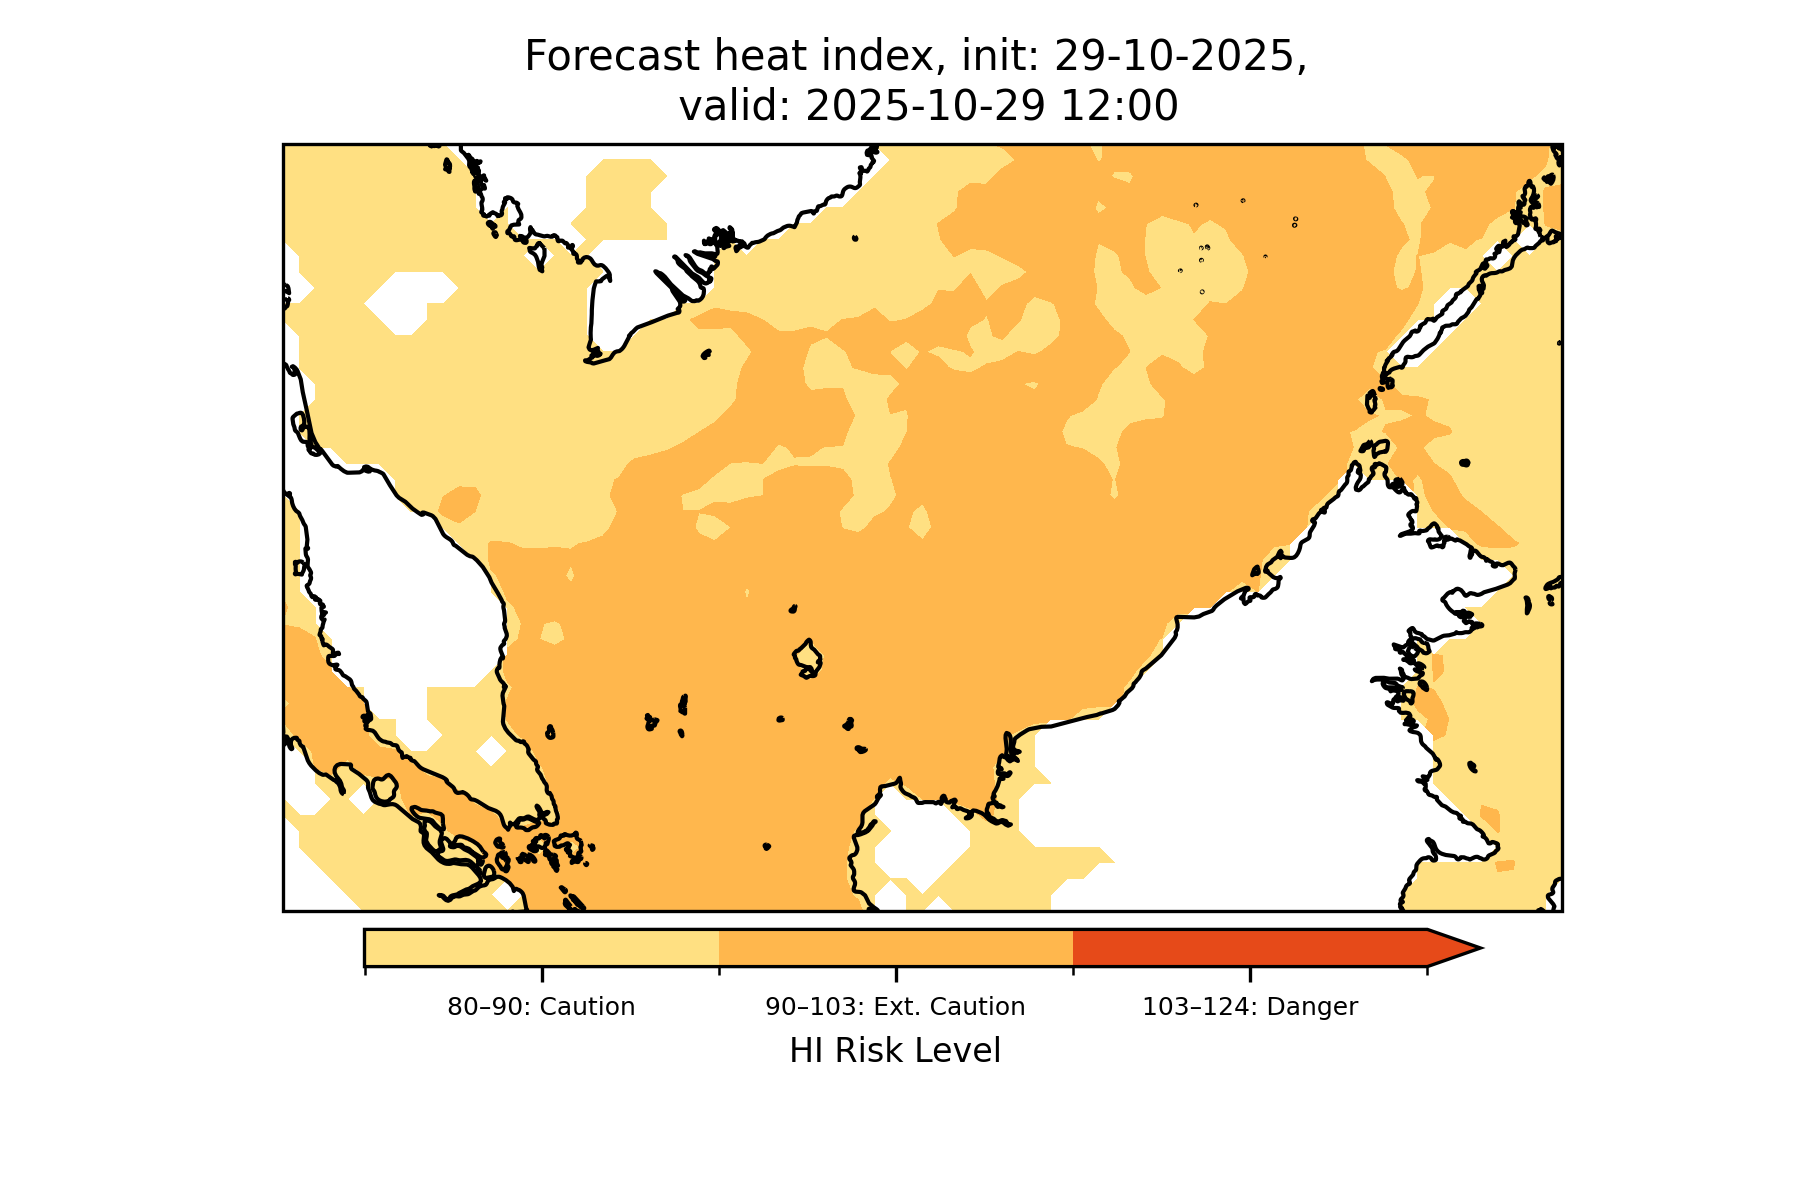 Forecast heat index, init: 29-10-2025,
valid: 2025-10-29 12:00
80–90: Caution
90–103: Ext. Caution
103–124: Danger
HI Risk Level